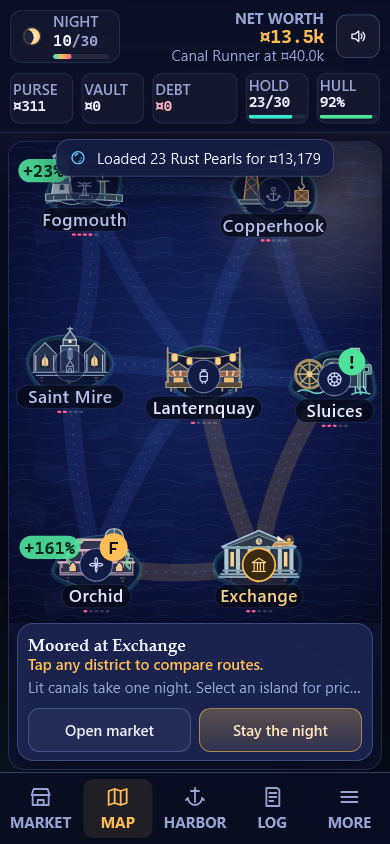 NIGHT
10/30
NET WORTH
¤13.5k
Canal Runner at ¤40.0k
PURSE
¤311
VAULT
¤0
DEBT
¤0
HOLD
23/30
HULL
92%
Loaded 23 Rust Pearls for ¤13,179
Fogmouth
Copperhook
Saint Mire
Lanternquay
!
Sluices
+161%
F
Orchid
Exchange
Moored at Exchange
Tap any district to compare routes.
Lit canals take one night. Select an island for pric...
Open market
Stay the night
MARKET
MAP
HARBOR
LOG
MORE